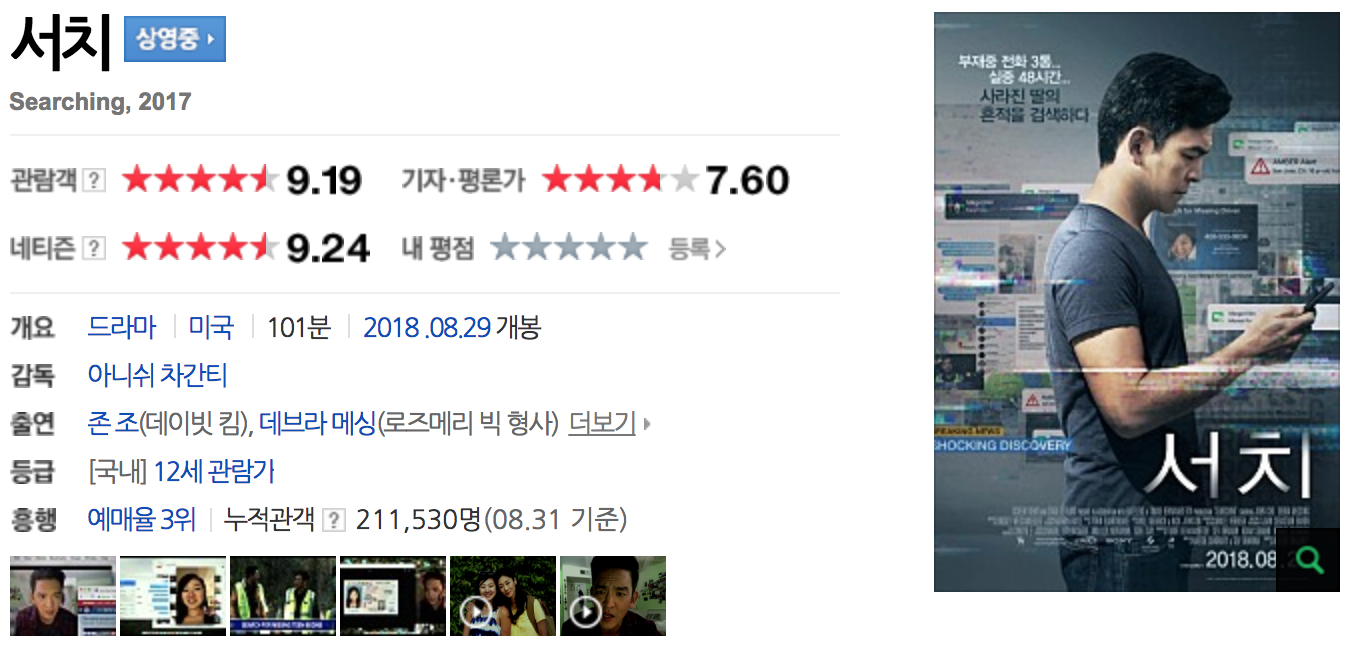 서치 상영중
Searching, 2017
관람객 ? 9.19 기자·평론가 7.60
네티즌 ? 9.24 내 평점 등록 >
개요 드라마 미국 101분 2018 .08.29 개봉
감독 아니쉬 차간티
출연 존 조(데이빗 킴), 데브라 메싱(로즈메리 빅 형사) 더보기
등급 [국내] 12세 관람가
흥행 예매율 3위 누적관객 ? 211,530명(08.31 기준)
부재중 전화 3통...
실종 48시간...
사라진 딸의
흔적을 검색하다
AMBER Alert
BREAKING NEWS
SHOCKING DISCOVERY
서치
2018.08.2